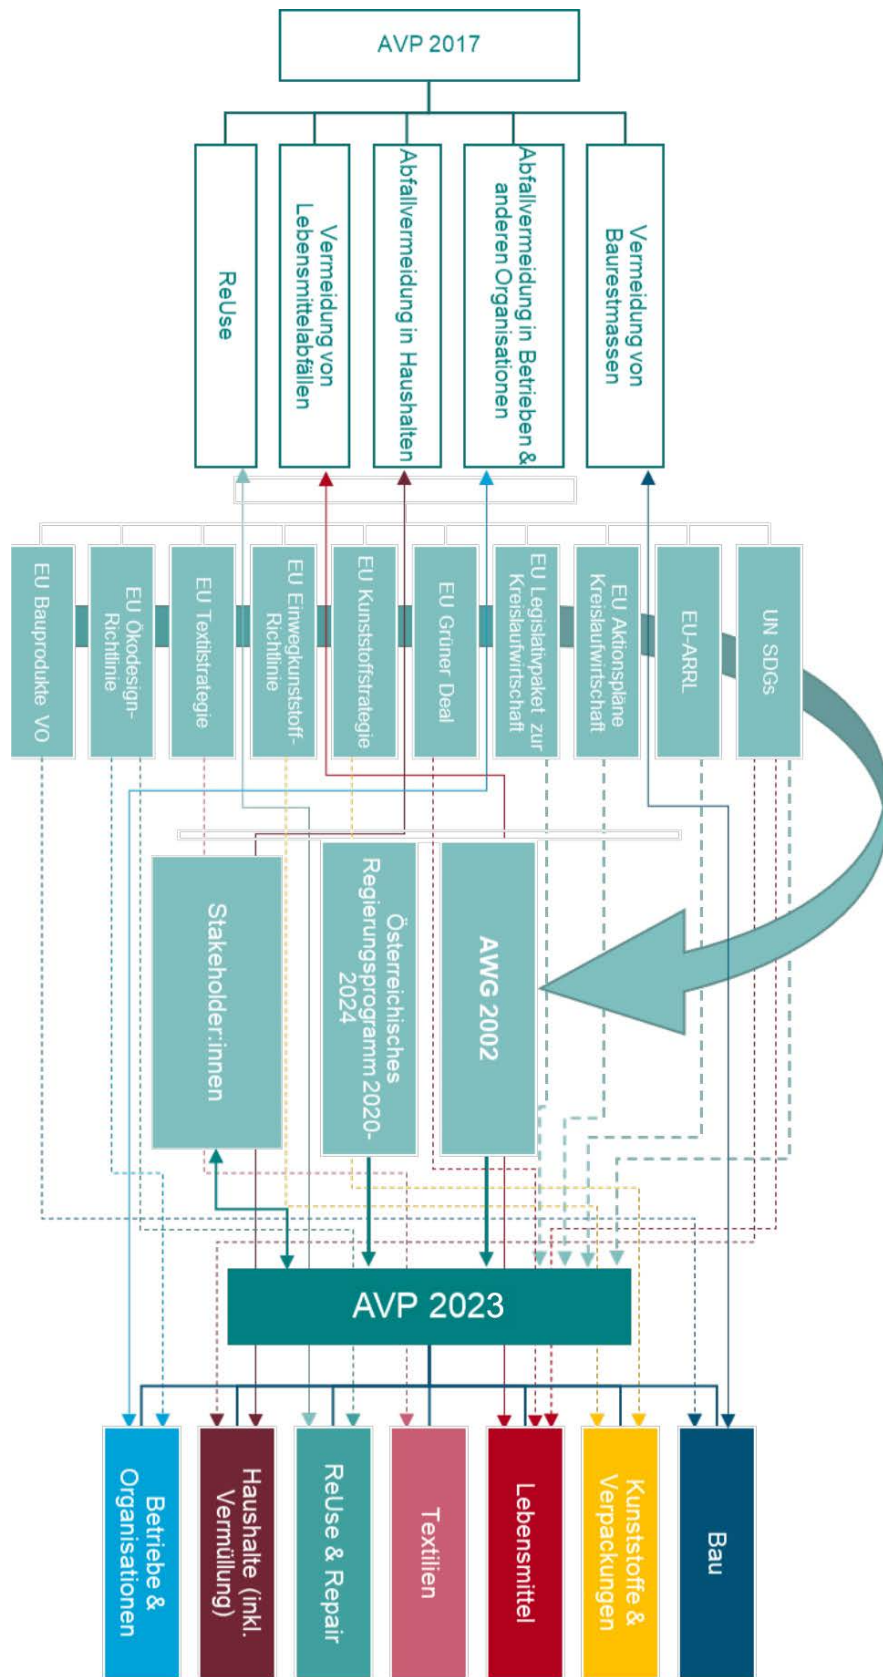 AVP 2017
ReUse
Vermeidung von
Lebensmittelabfällen
Abfallvermeidung in Haushalten
Abfallvermeidung in Betrieben &
anderen Organisationen
Vermeidung von
Baurestmassen
EU Bauprodukte VO
EU Ökodesign-
Richtlinie
EU Textilstrategie
EU Einwegkunststoff-
Richtlinie
EU Kunststoffstrategie
EU Grüner Deal
EU Legislativpaket zur
Kreislaufwirtschaft
EU Aktionspläne
Kreislaufwirtschaft
EU-ARRL
UN SDGs
Stakeholder:innen
Österreichisches
Regierungsprogramm 2020-
2024
AWG 2002
AVP 2023
Betriebe &
Organisationen
Haushalte (inkl.
Vermüllung)
ReUse & Repair
Textilien
Lebensmittel
Kunststoffe &
Verpackungen
Bau